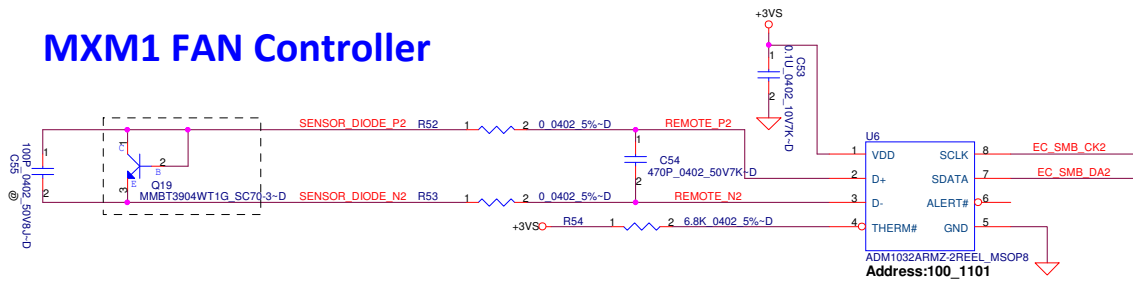 MXM1 FAN Controller
+3VS
1
2
C53
0.1U_0402_10V7K~D
SENSOR_DIODE_P2 R52 1 2 0_0402_5%~D REMOTE_P2
1
2
C55
100P_0402_50V8J~D
@
C
1
B
2
E
3
Q19
MMBT3904WT1G_SC70-3~D
1
2
C54
470P_0402_50V7K~D
SENSOR_DIODE_N2 R53 1 2 0_0402_5%~D REMOTE_N2
+3VS R54 1 2 6.8K_0402_5%~D
U6
1 VDD SCLK 8 EC_SMB_CK2
2 D+ SDATA 7 EC_SMB_DA2
3 D- ALERT# 6
4 THERM# GND 5
ADM1032ARMZ-2REEL_MSOP8
Address:100_1101